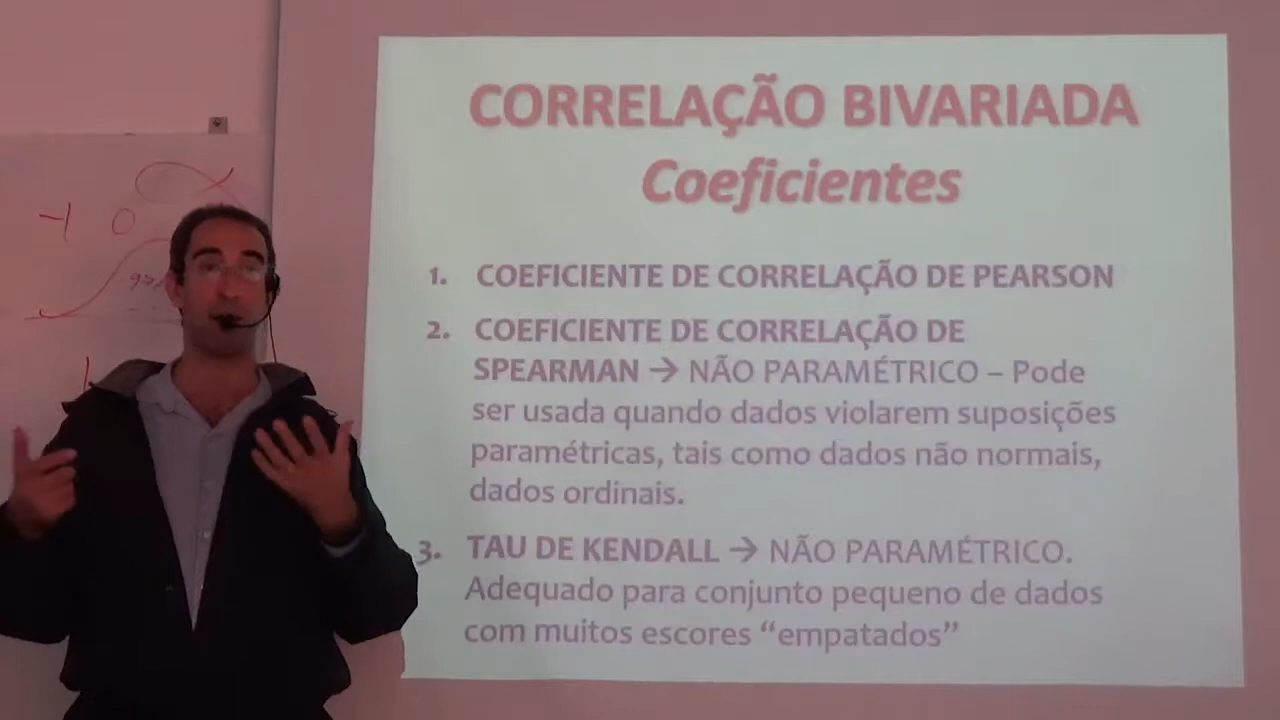 CORRELAÇÃO BIVARIADA
Coeficientes
1. COEFICIENTE DE CORRELAÇÃO DE PEARSON
2. COEFICIENTE DE CORRELAÇÃO DE
SPEARMAN → NÃO PARAMÉTRICO – Pode
ser usada quando dados violarem suposições
paramétricas, tais como dados não normais,
dados ordinais.
3. TAU DE KENDALL → NÃO PARAMÉTRICO.
Adequado para conjunto pequeno de dados
com muitos escores “empatados”
-1 0